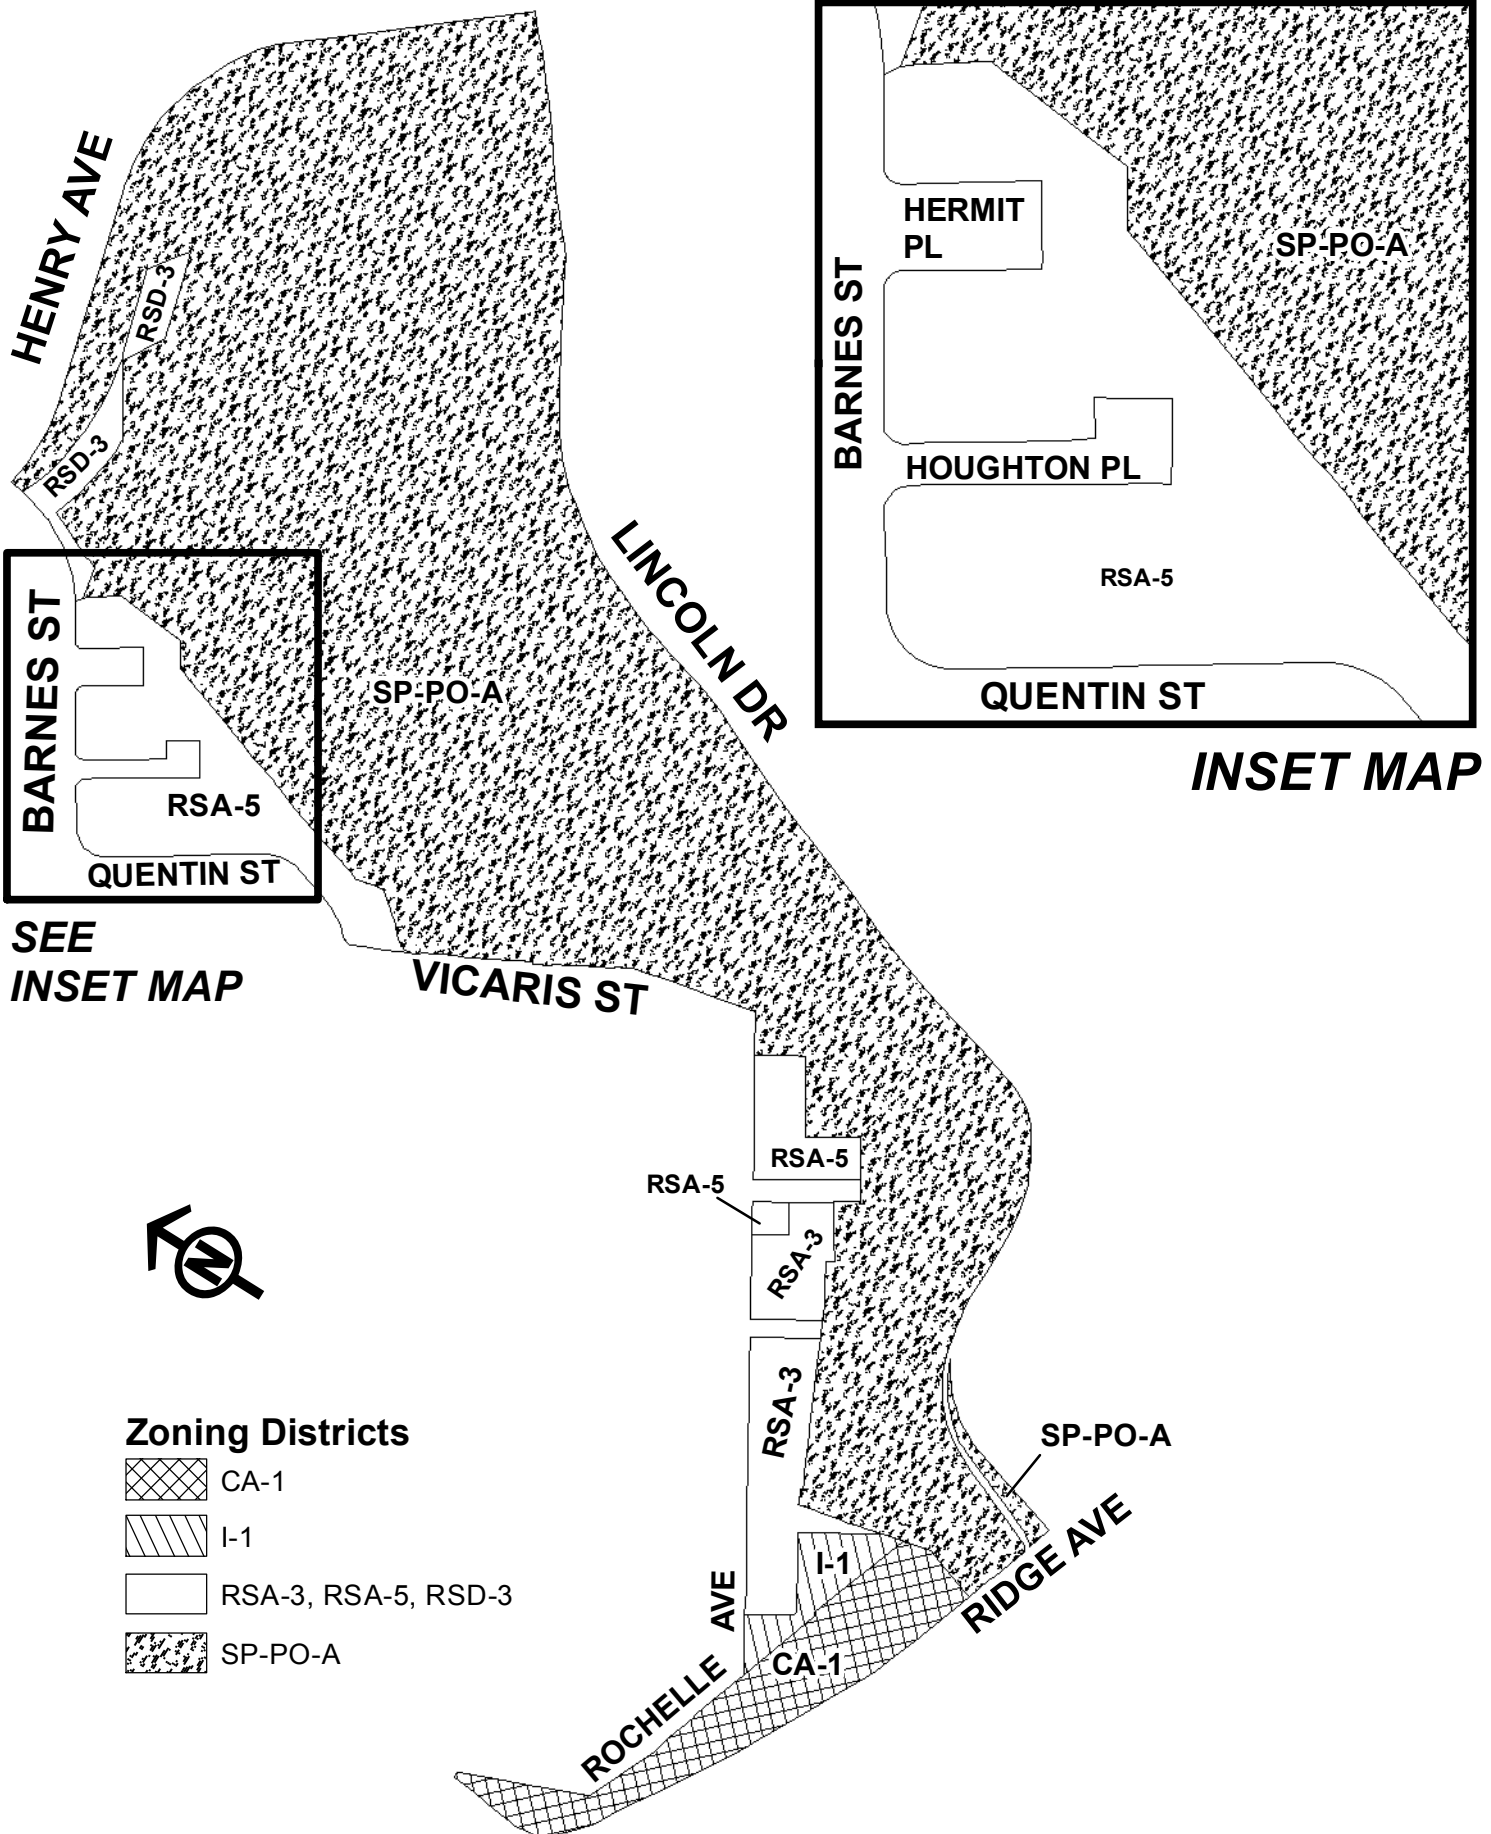 HENRY AVE
RSD-3
RSD-3
BARNES ST
RSA-5
QUENTIN ST
SEE
INSET MAP
SP-PO-A
LINCOLN DR
VICARIS ST
HERMIT
PL
SP-PO-A
BARNES ST
HOUGHTON PL
RSA-5
QUENTIN ST
INSET MAP
RSA-5
RSA-5
RSA-3
N
RSA-3
SP-PO-A
RIDGE AVE
I-1
AVE
CA-1
ROCHELLE
Zoning Districts
CA-1
I-1
RSA-3, RSA-5, RSD-3
SP-PO-A